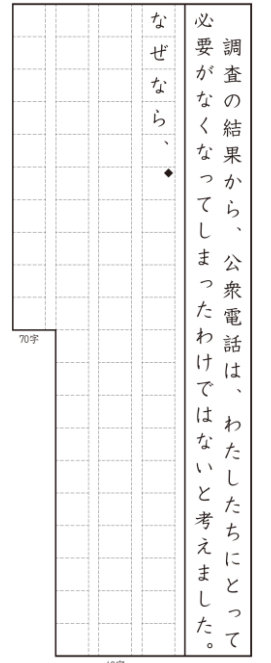 調査の結果から、公衆電話は、わたしたちにとって
必要がなくなってしまったわけではないと考えました。
なぜなら、◆
70字